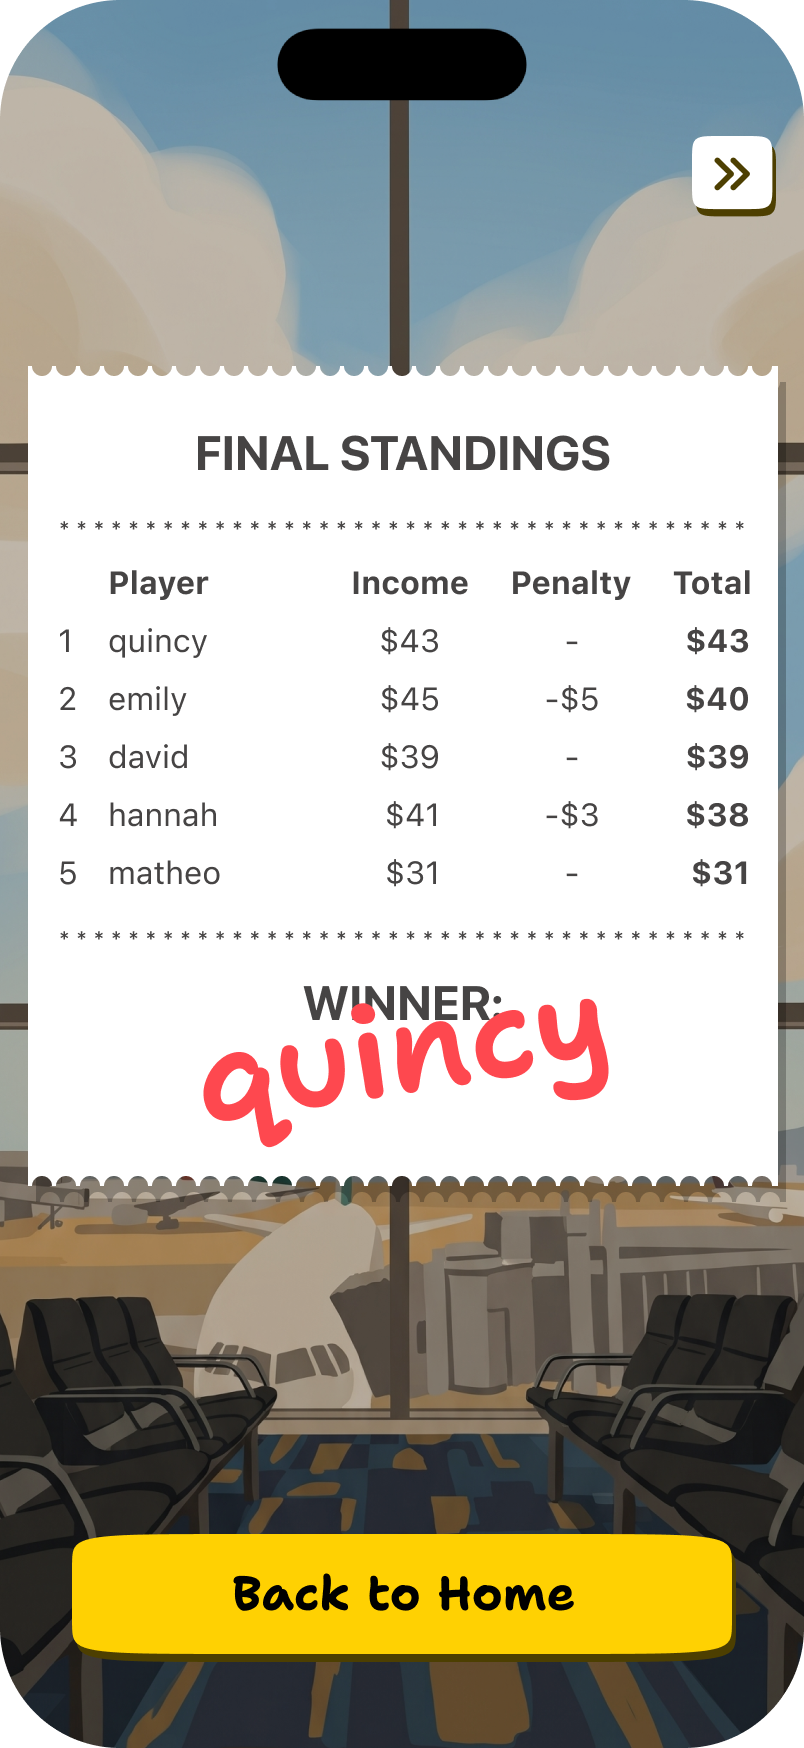 FINAL STANDINGS
* * * * * * * * * * * * * * * * * * * * * * * * * * * * * * * * * * * * * * * *
Player Income Penalty Total
1 quincy $43 - $43
2 emily $45 -$5 $40
3 david $39 - $39
4 hannah $41 -$3 $38
5 matheo $31 - $31
* * * * * * * * * * * * * * * * * * * * * * * * * * * * * * * * * * * * * * * *
WINNER:
quincy
Back to Home